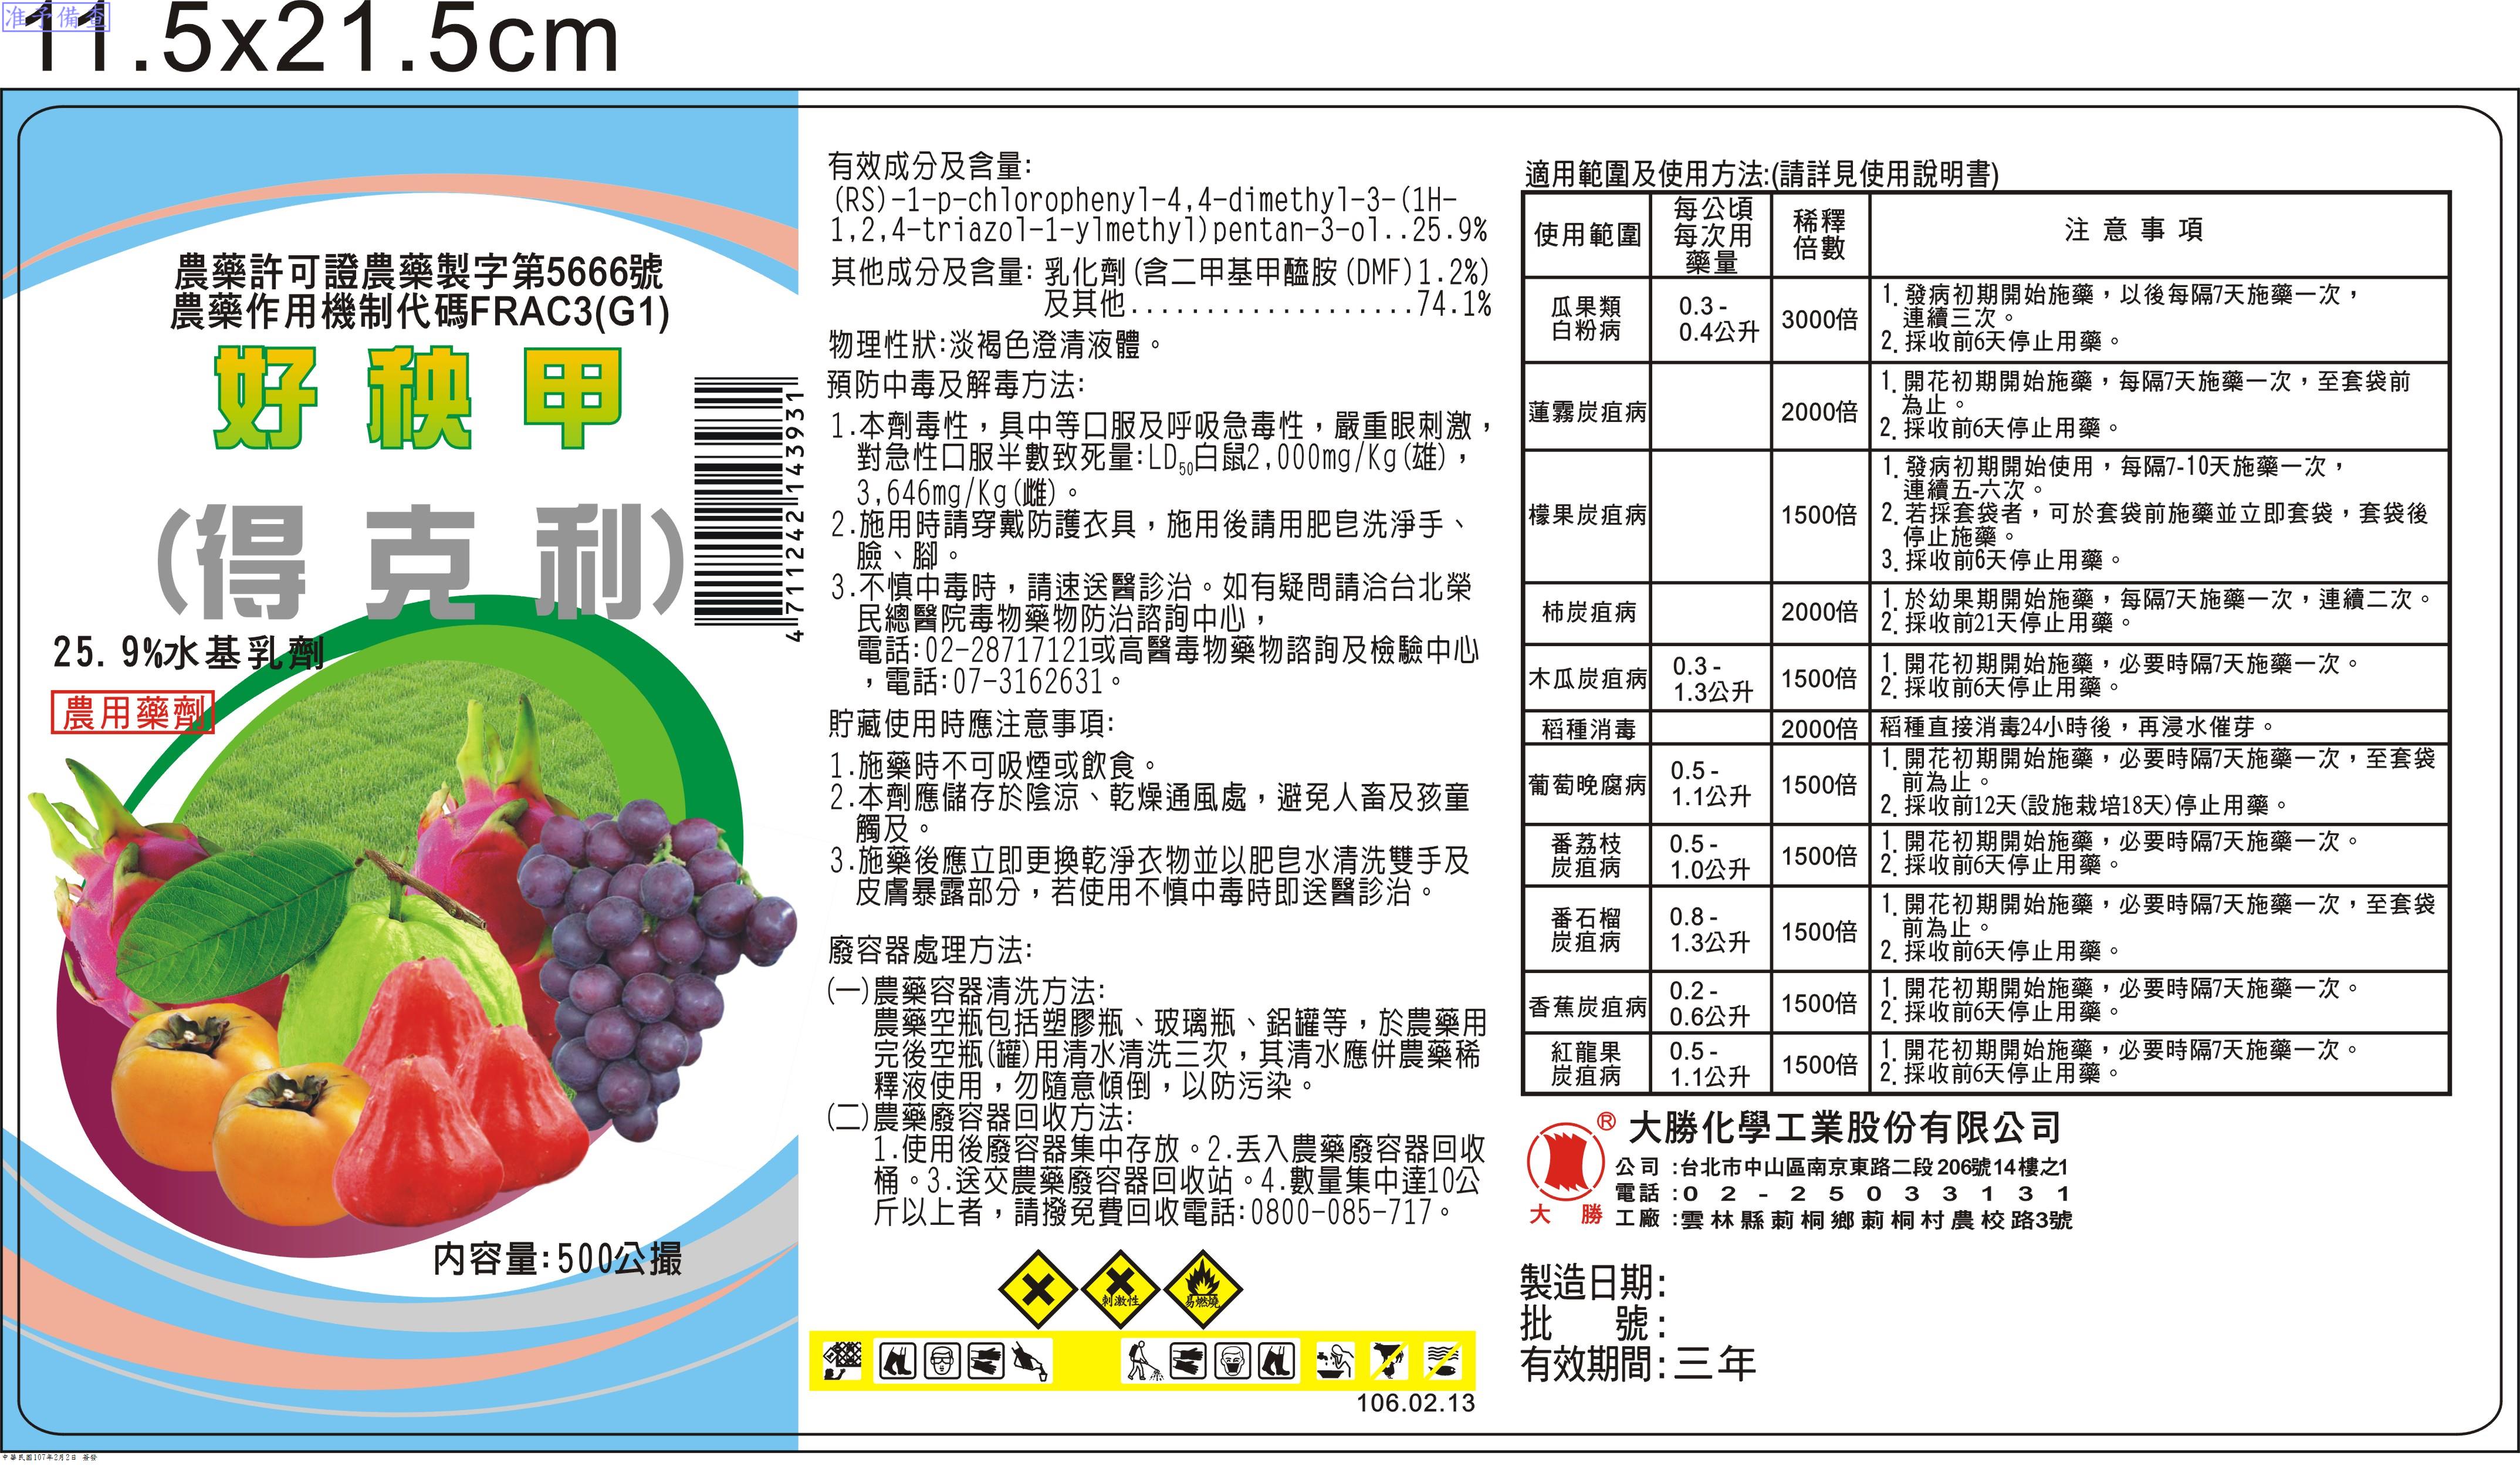 准予備查
11.5x21.5cm
農藥許可證農藥製字第5666號
農藥作用機制代碼FRAC3(G1)
好秧甲
(得克利)
4711242143931
25.9%水基乳劑
農用藥劑
內容量:500公撮
有效成分及含量:
(RS)-1-p-chlorophenyl-4,4-dimethyl-3-(1H-
1,2,4-triazol-1-ylmethyl)pentan-3-ol..25.9%
其他成分及含量: 乳化劑(含二甲基甲醯胺(DMF)1.2%)
及其他...................74.1%
物理性狀:淡褐色澄清液體。
預防中毒及解毒方法:
1.本劑毒性，具中等口服及呼吸急毒性，嚴重眼刺激，
對急性口服半數致死量:LD50白鼠2,000mg/Kg(雄)，
3,646mg/Kg(雌)。
2.施用時請穿戴防護衣具，施用後請用肥皂洗淨手、
臉、腳。
3.不慎中毒時，請速送醫診治。如有疑問請洽台北榮
民總醫院毒物藥物防治諮詢中心，
電話:02-28717121或高醫毒物藥物諮詢及檢驗中心
，電話:07-3162631。
貯藏使用時應注意事項:
1.施藥時不可吸煙或飲食。
2.本劑應儲存於陰涼、乾燥通風處，避免人畜及孩童
觸及。
3.施藥後應立即更換乾淨衣物並以肥皂水清洗雙手及
皮膚暴露部分，若使用不慎中毒時即送醫診治。
廢容器處理方法:
(一)農藥容器清洗方法:
農藥空瓶包括塑膠瓶、玻璃瓶、鋁罐等，於農藥用
完後空瓶(罐)用清水清洗三次，其清水應併農藥稀
釋液使用，勿隨意傾倒，以防污染。
(二)農藥廢容器回收方法:
1.使用後廢容器集中存放。2.丟入農藥廢容器回收
桶。3.送交農藥廢容器回收站。4.數量集中達10公
斤以上者，請撥免費回收電話:0800-085-717。
刺激性
易燃燒
106.02.13
適用範圍及使用方法:(請詳見使用說明書)
使用範圍 每公頃每次用藥量 稀釋倍數 注意事項
瓜果類白粉病 0.3-0.4公升 3000倍 1.發病初期開始施藥，以後每隔7天施藥一次，
連續三次。
2.採收前6天停止用藥。
蓮霧炭疽病 2000倍 1.開花初期開始施藥，每隔7天施藥一次，至套袋前
為止。
2.採收前6天停止用藥。
檬果炭疽病 1500倍 1.發病初期開始使用，每隔7-10天施藥一次，
連續五-六次。
2.若採套袋者，可於套袋前施藥並立即套袋，套袋後
停止施藥。
3.採收前6天停止用藥。
柿炭疽病 2000倍 1.於幼果期開始施藥，每隔7天施藥一次，連續二次。
2.採收前21天停止用藥。
木瓜炭疽病 0.3-1.3公升 1500倍 1.開花初期開始施藥，必要時隔7天施藥一次。
2.採收前6天停止用藥。
稻種消毒 2000倍 稻種直接消毒24小時後，再浸水催芽。
葡萄晚腐病 0.5-1.1公升 1500倍 1.開花初期開始施藥，必要時隔7天施藥一次，至套袋
前為止。
2.採收前12天(設施栽培18天)停止用藥。
番荔枝炭疽病 0.5-1.0公升 1500倍 1.開花初期開始施藥，必要時隔7天施藥一次。
2.採收前6天停止用藥。
番石榴炭疽病 0.8-1.3公升 1500倍 1.開花初期開始施藥，必要時隔7天施藥一次，至套袋
前為止。
2.採收前6天停止用藥。
香蕉炭疽病 0.2-0.6公升 1500倍 1.開花初期開始施藥，必要時隔7天施藥一次。
2.採收前6天停止用藥。
紅龍果炭疽病 0.5-1.1公升 1500倍 1.開花初期開始施藥，必要時隔7天施藥一次。
2.採收前6天停止用藥。
® 大勝化學工業股份有限公司
公司:台北市中山區南京東路二段206號14樓之1
電話:02-25033131
大勝 工廠:雲林縣莿桐鄉莿桐村農校路3號
製造日期:
批號:
有效期間:三年
中華民國107年2月2日 簽發